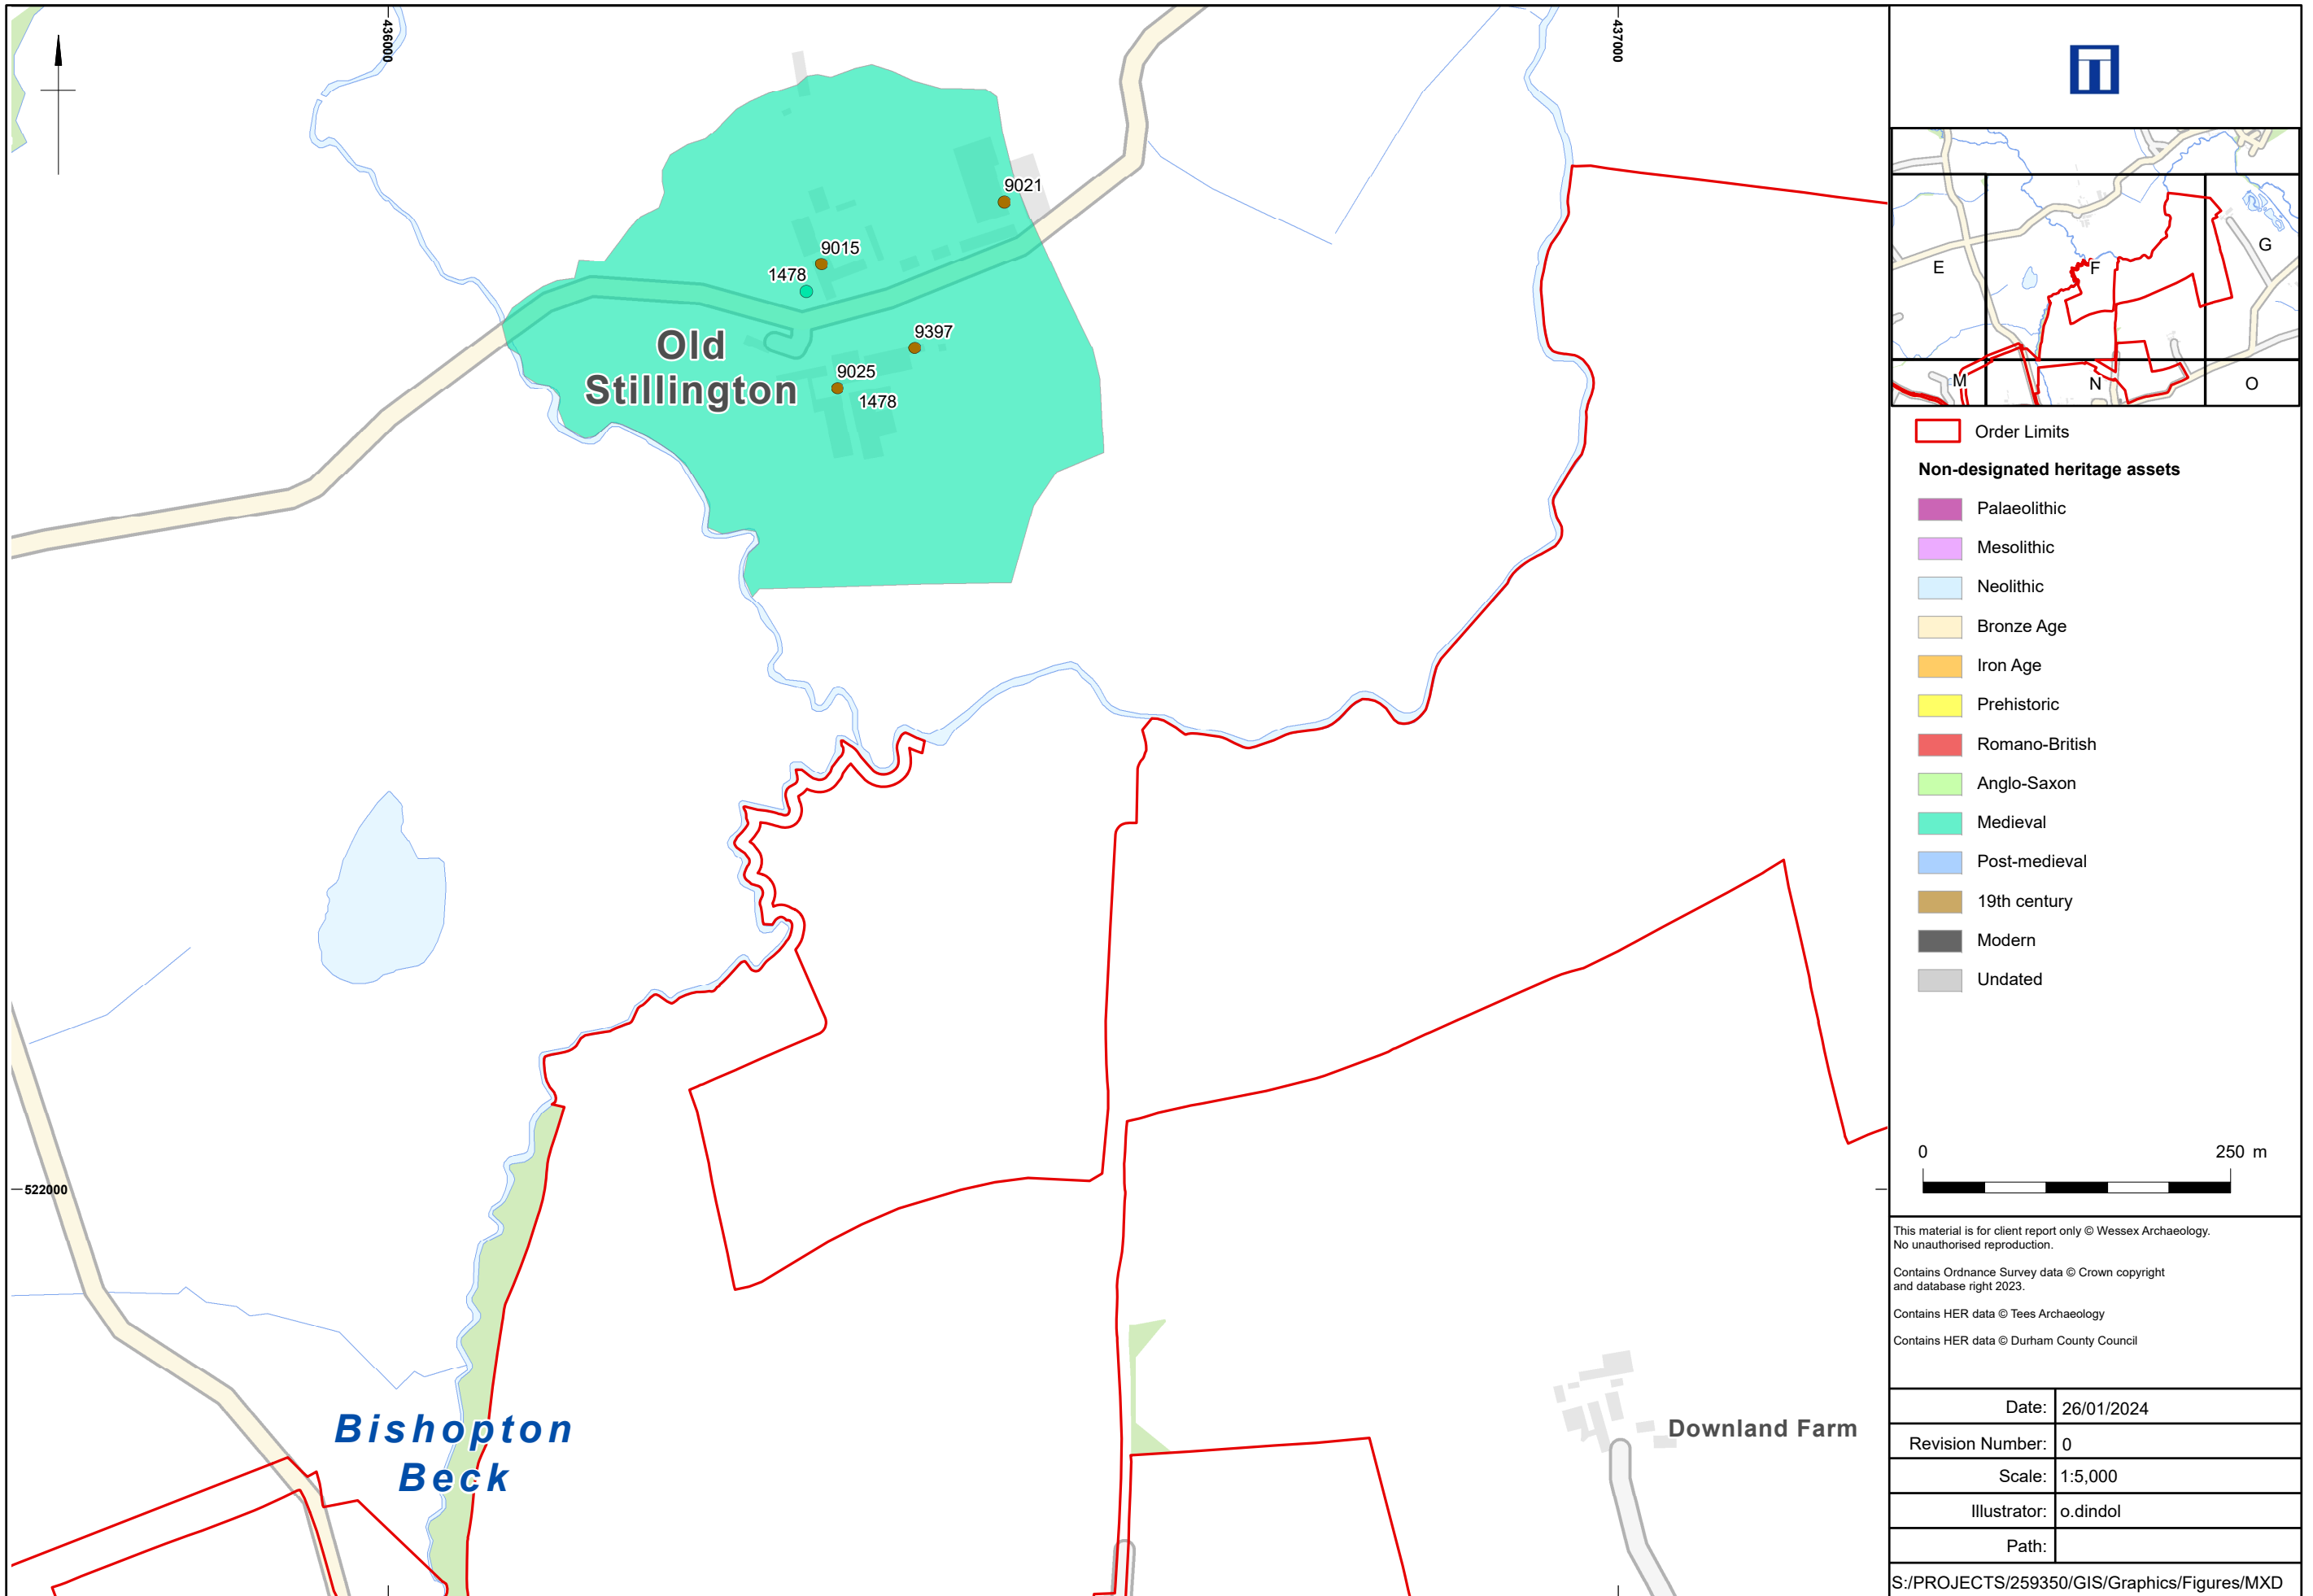 436000
437000
9021
9015
1478
9397
Old
Stillington
9025
1478
522000
Bishopton
Beck
Downland Farm
E
F
G
M
N
O
Order Limits
Non-designated heritage assets
Palaeolithic
Mesolithic
Neolithic
Bronze Age
Iron Age
Prehistoric
Romano-British
Anglo-Saxon
Medieval
Post-medieval
19th century
Modern
Undated
0 250 m
This material is for client report only © Wessex Archaeology.
No unauthorised reproduction.
Contains Ordnance Survey data © Crown copyright
and database right 2023.
Contains HER data © Tees Archaeology
Contains HER data © Durham County Council
Date: 26/01/2024
Revision Number: 0
Scale: 1:5,000
Illustrator: o.dindol
Path:
S:/PROJECTS/259350/GIS/Graphics/Figures/MXD